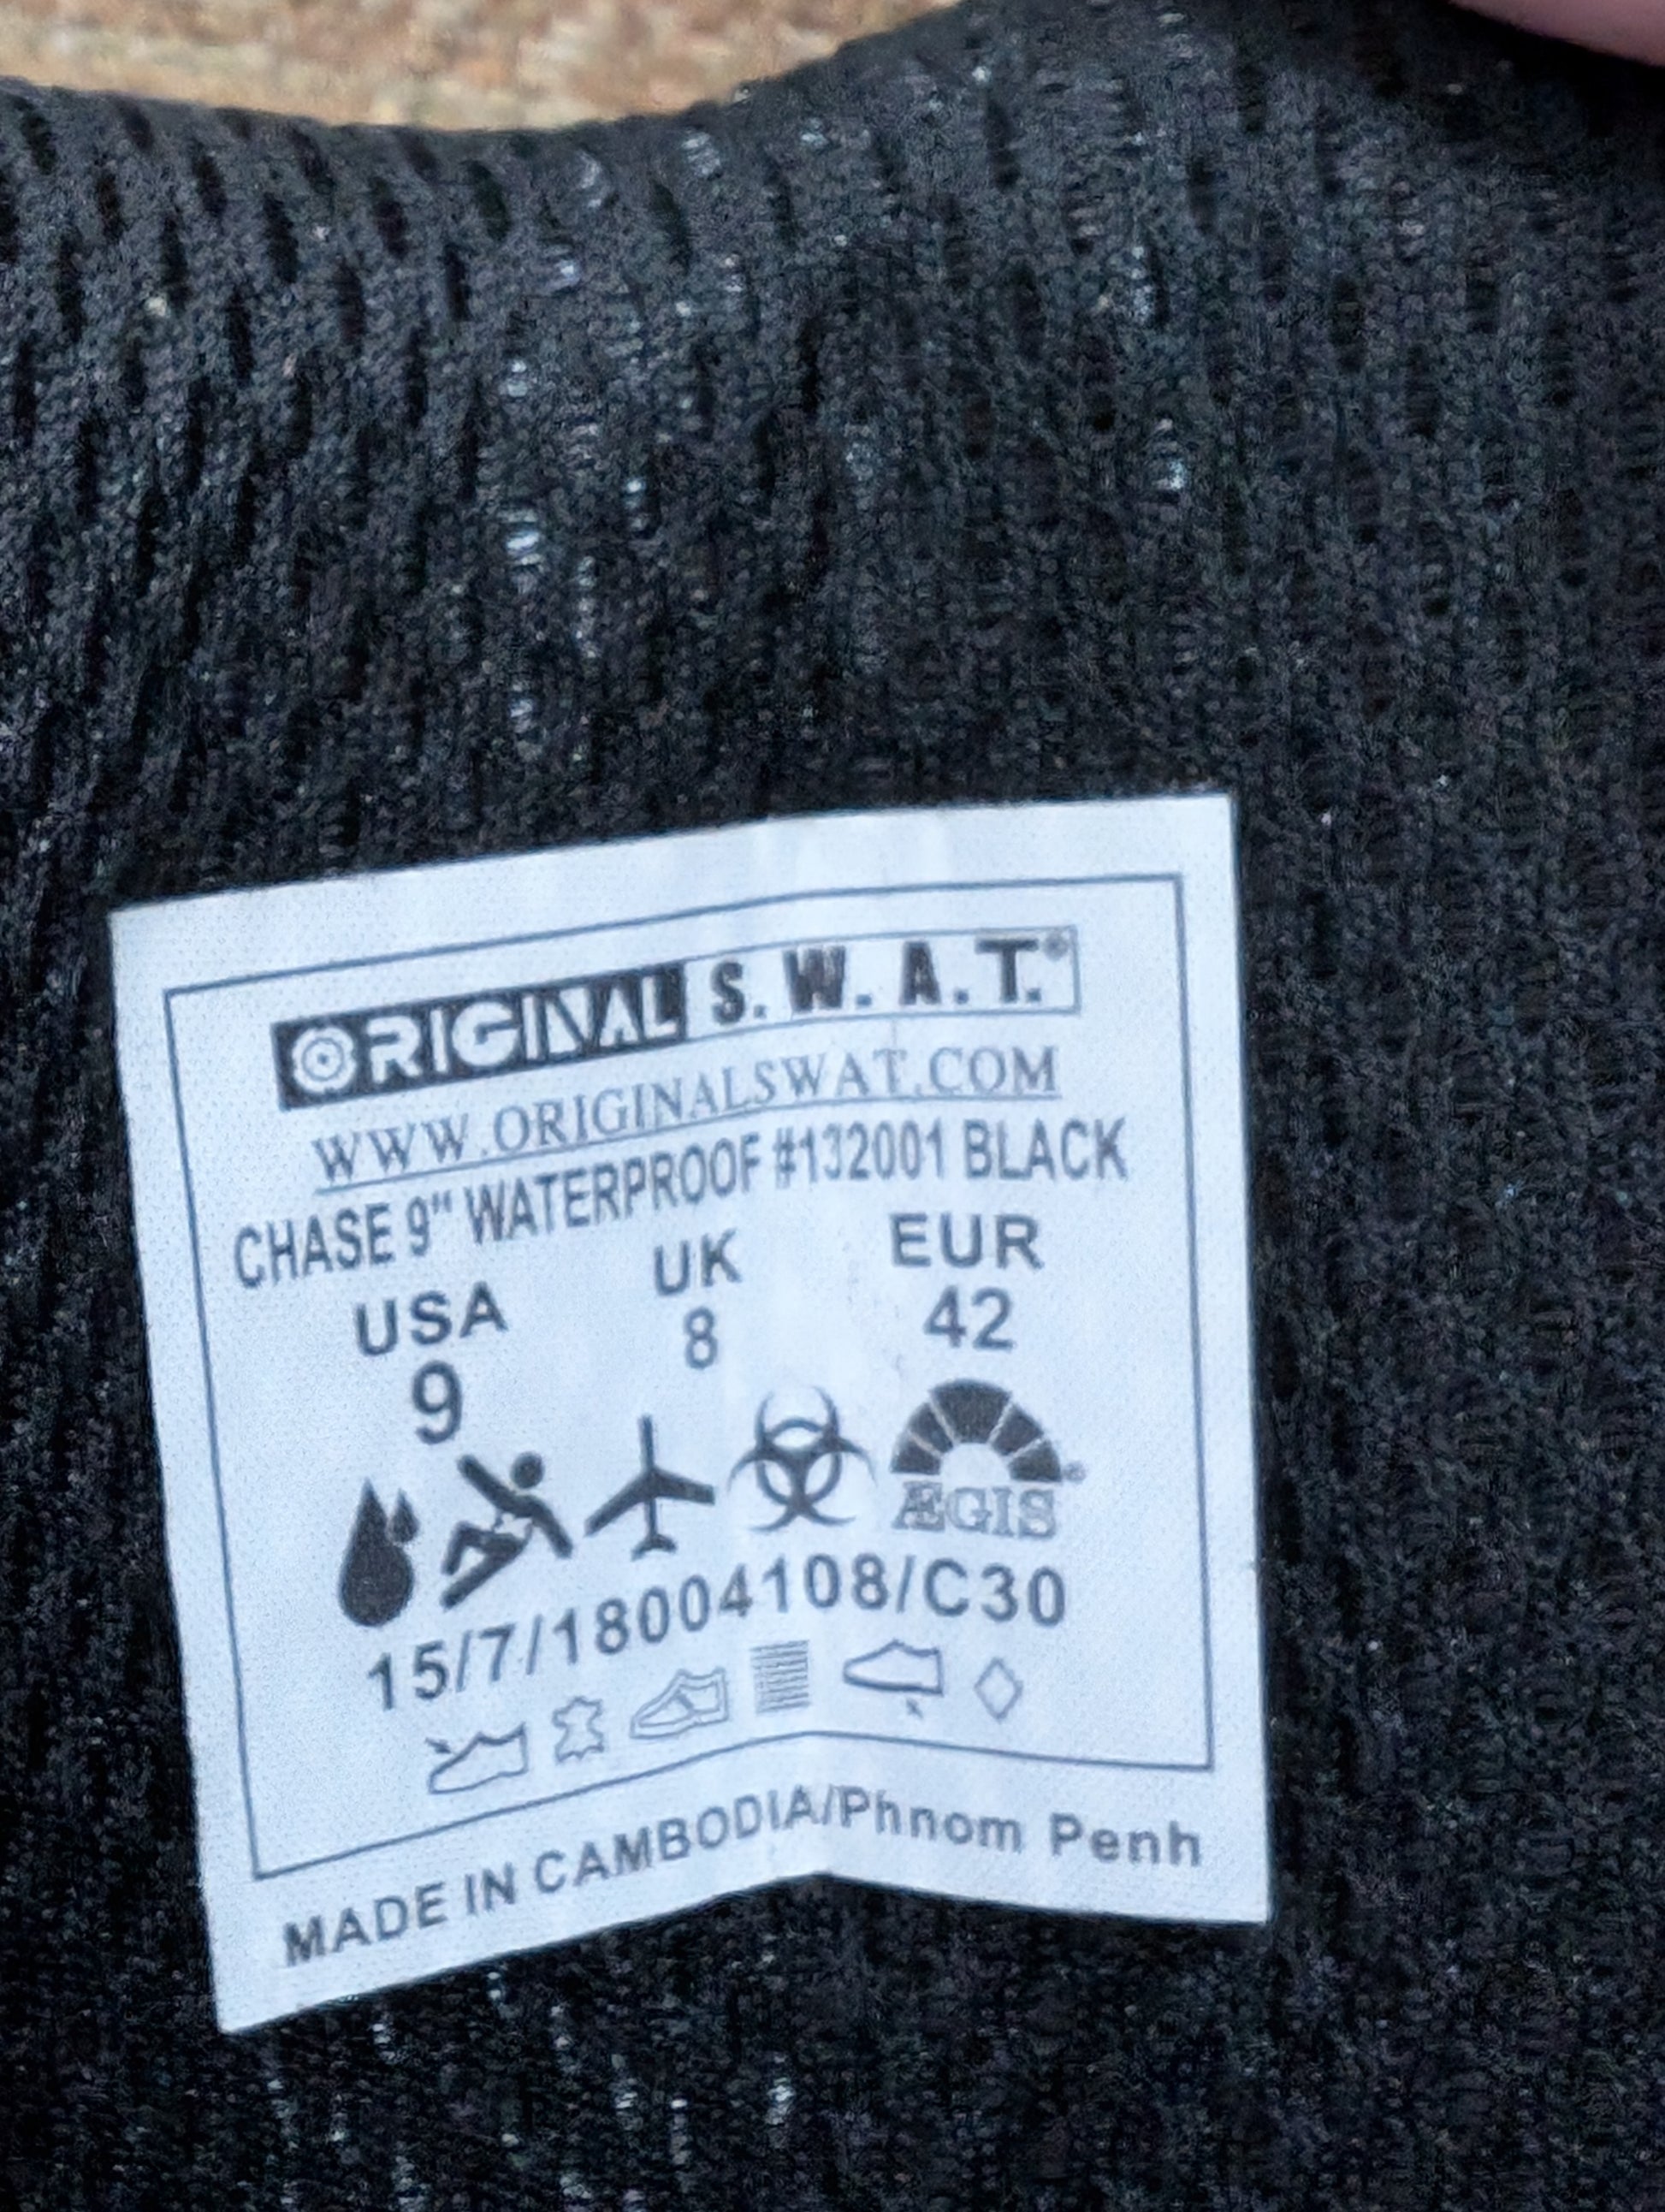 ORIGINAL S.W.A.T.®
WWW.ORIGINALSWAT.COM
CHASE 9" WATERPROOF #132001 BLACK
USA UK EUR
9 8 42
ÆGIS®
15/7/18004108/C30
MADE IN CAMBODIA/Phnom Penh